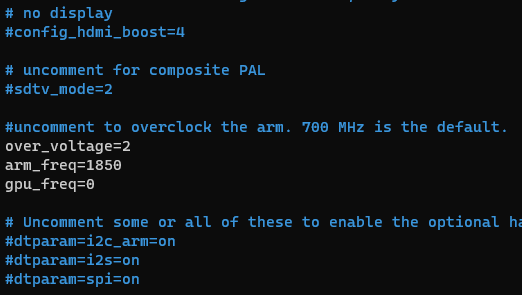 # no display
#config_hdmi_boost=4
# uncomment for composite PAL
#sdtv_mode=2
#uncomment to overclock the arm. 700 MHz is the default.
over_voltage=2
arm_freq=1850
gpu_freq=0
# Uncomment some or all of these to enable the optional
#dtparam=i2c_arm=on
#dtparam=i2s=on
#dtparam=spi=on